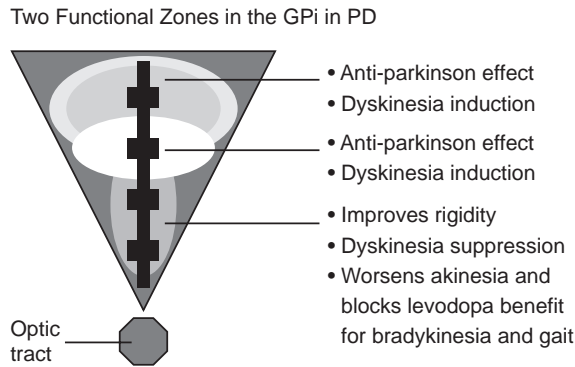 Two Functional Zones in the GPi in PD
• Anti-parkinson effect
• Dyskinesia induction
• Anti-parkinson effect
• Dyskinesia induction
• Improves rigidity
• Dyskinesia suppression
• Worsens akinesia and
blocks levodopa benefit
for bradykinesia and gait
Optic
tract